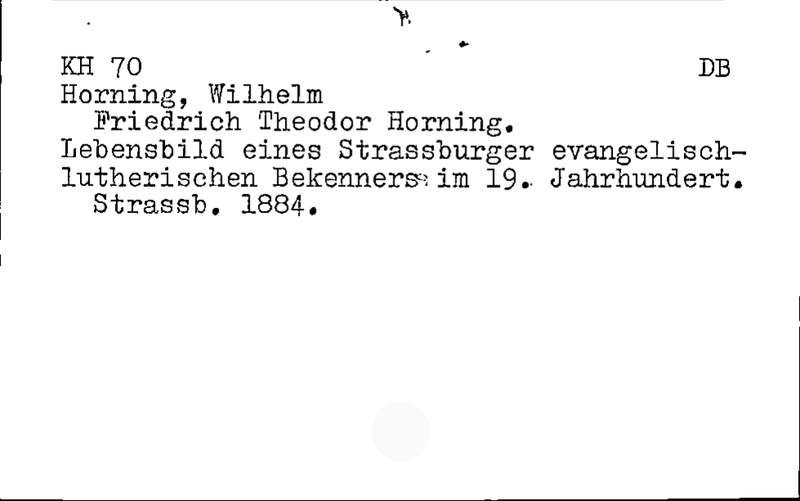 KH 70 DB
Horning, Wilhelm
Friedrich Theodor Horning.
Lebensbild eines Strassburger evangelisch-
lutherischen Bekenners im 19. Jahrhundert.
Strassb. 1884.